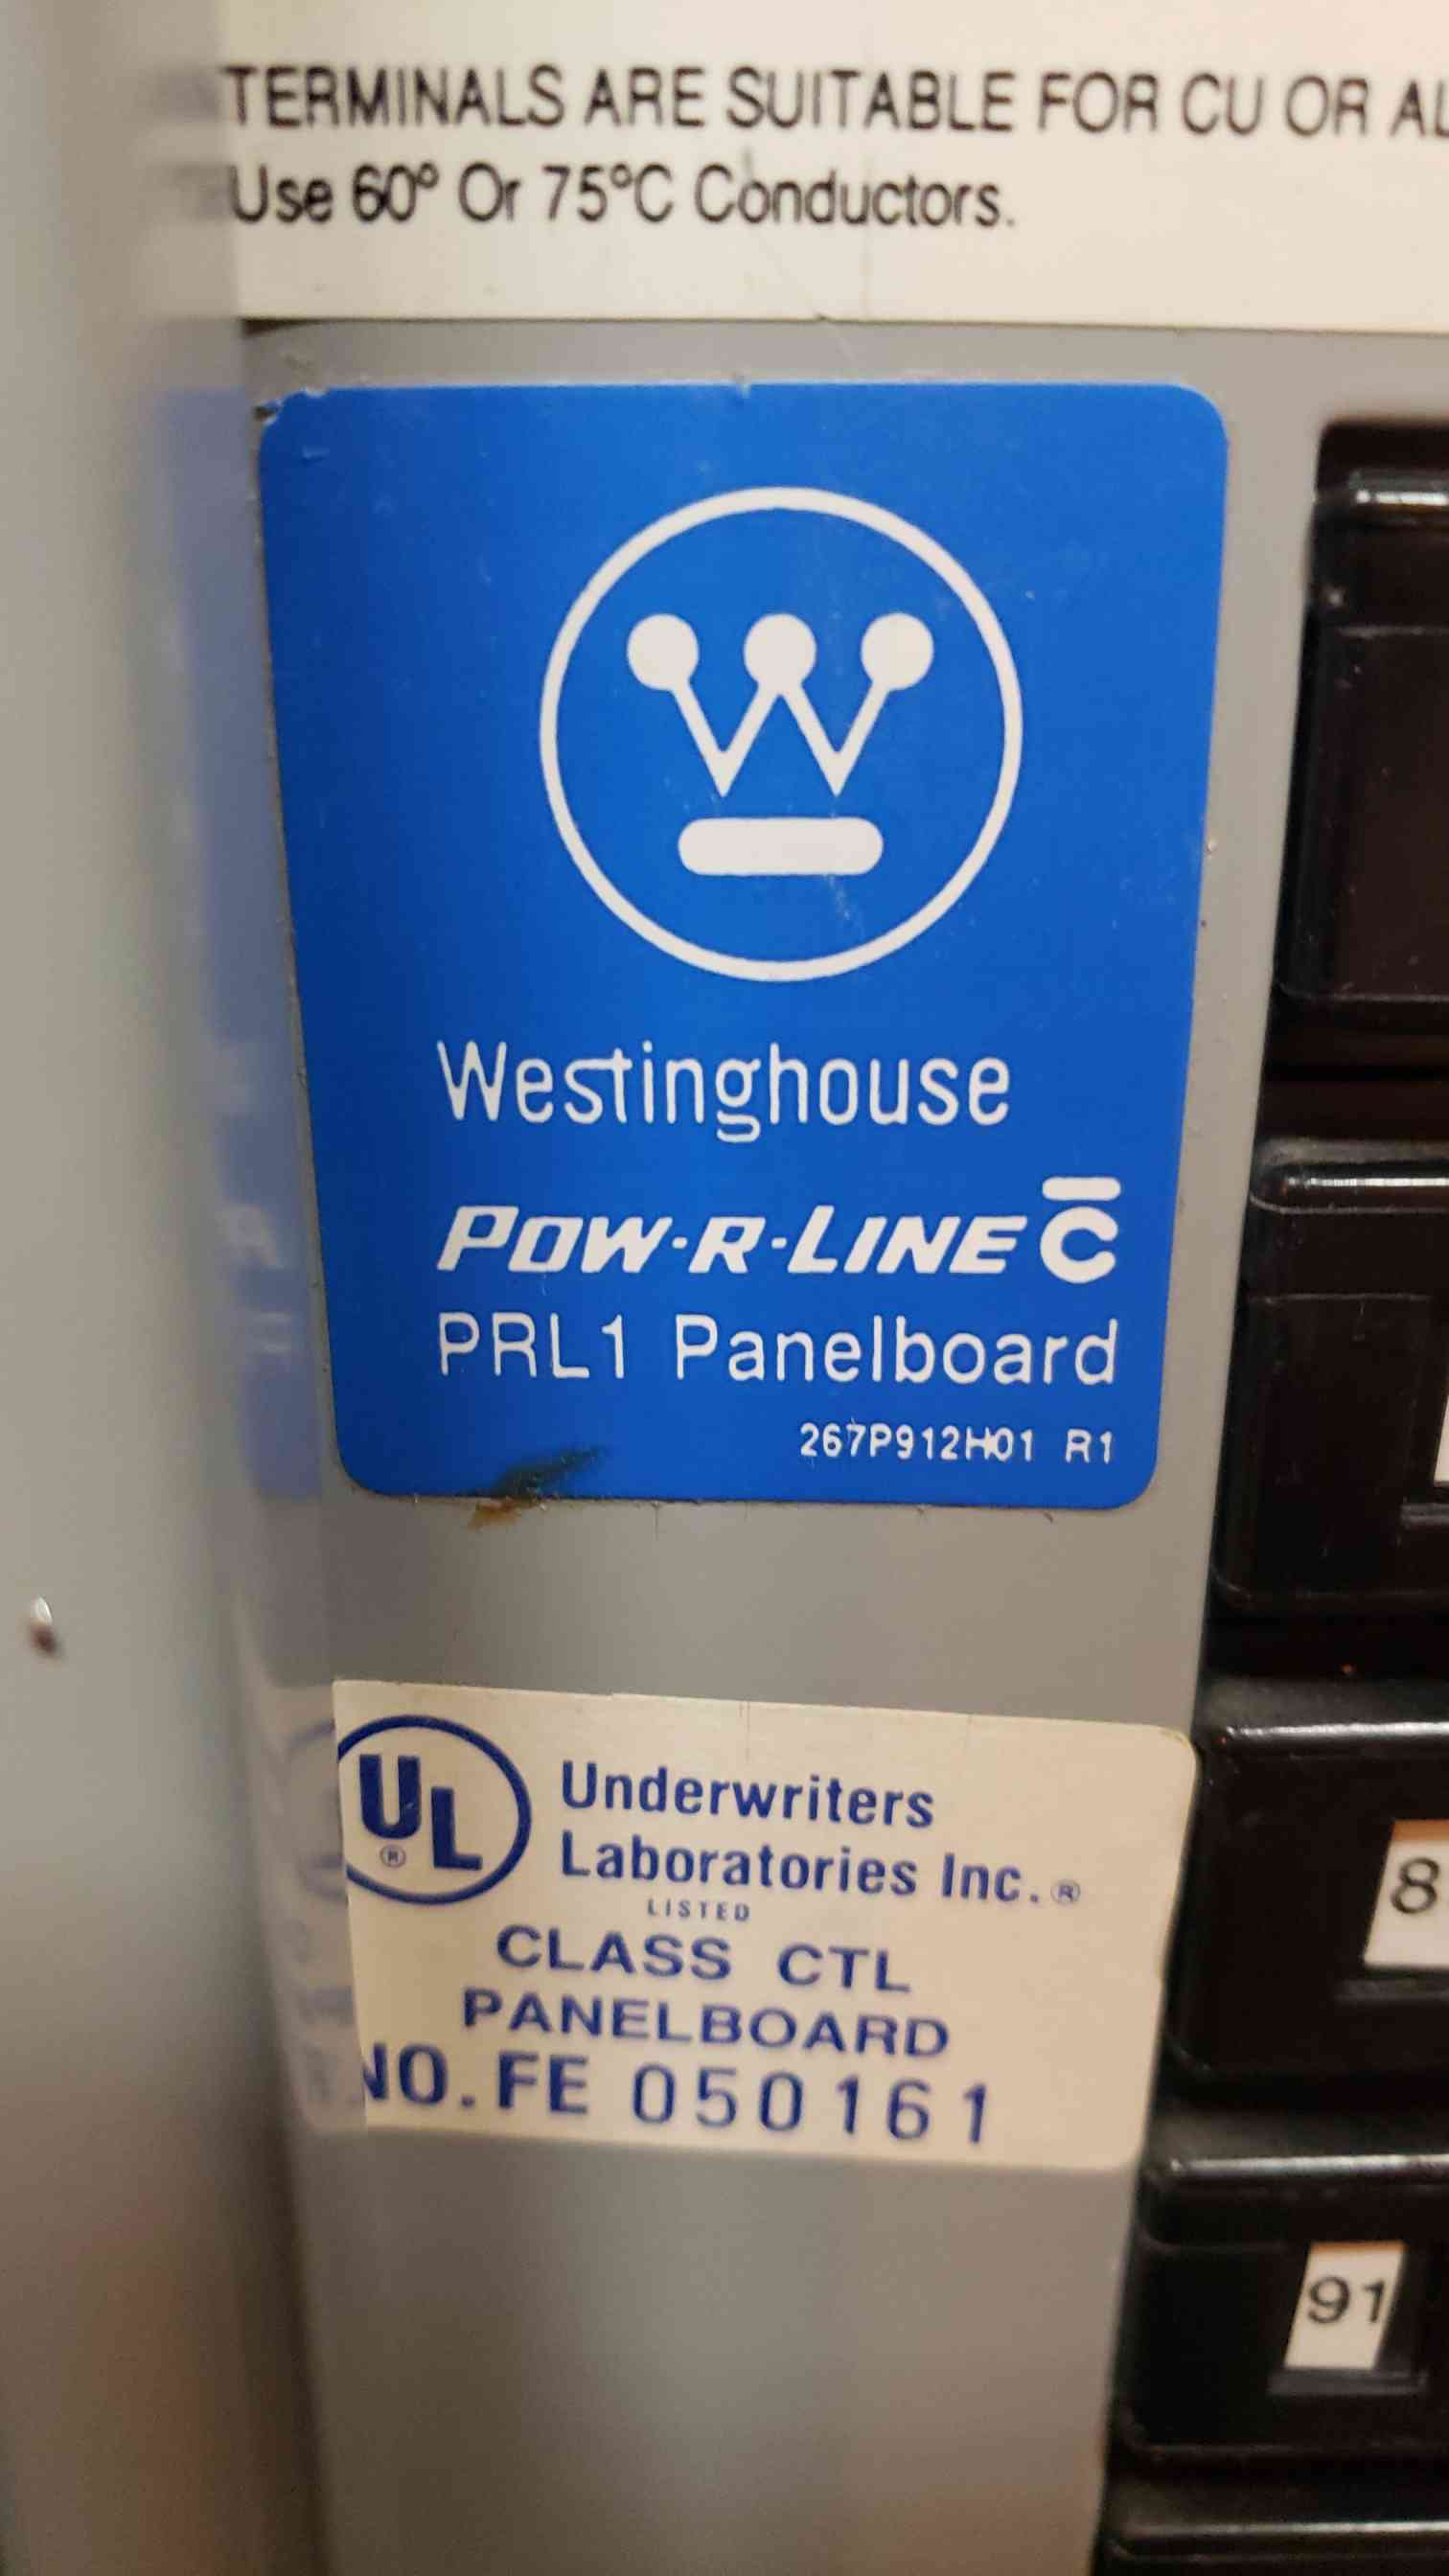 TERMINALS ARE SUITABLE FOR CU OR AL
Use 60° Or 75°C Conductors.
W
Westinghouse
POW-R-LINE C
PRL1 Panelboard
267P912H01 R1
UL
®
Underwriters
Laboratories Inc.®
LISTED
CLASS CTL
PANELBOARD
NO. FE 050161
8
91